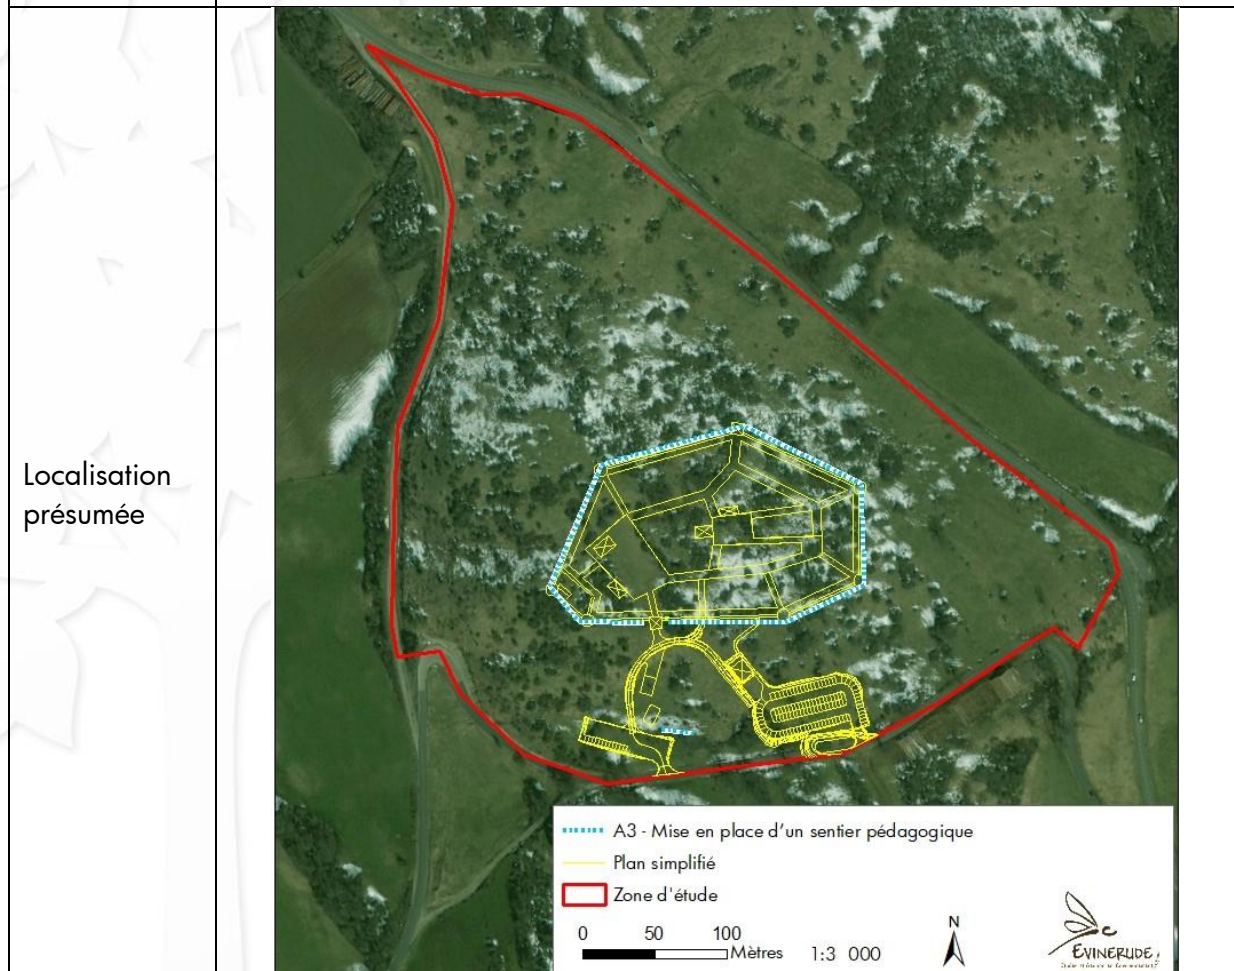 Localisation
présumée
A3 - Mise en place d'un sentier pédagogique
Plan simplifié
Zone d'étude
0 50 100
Mètres 1:3 000
N
EVINERUDE